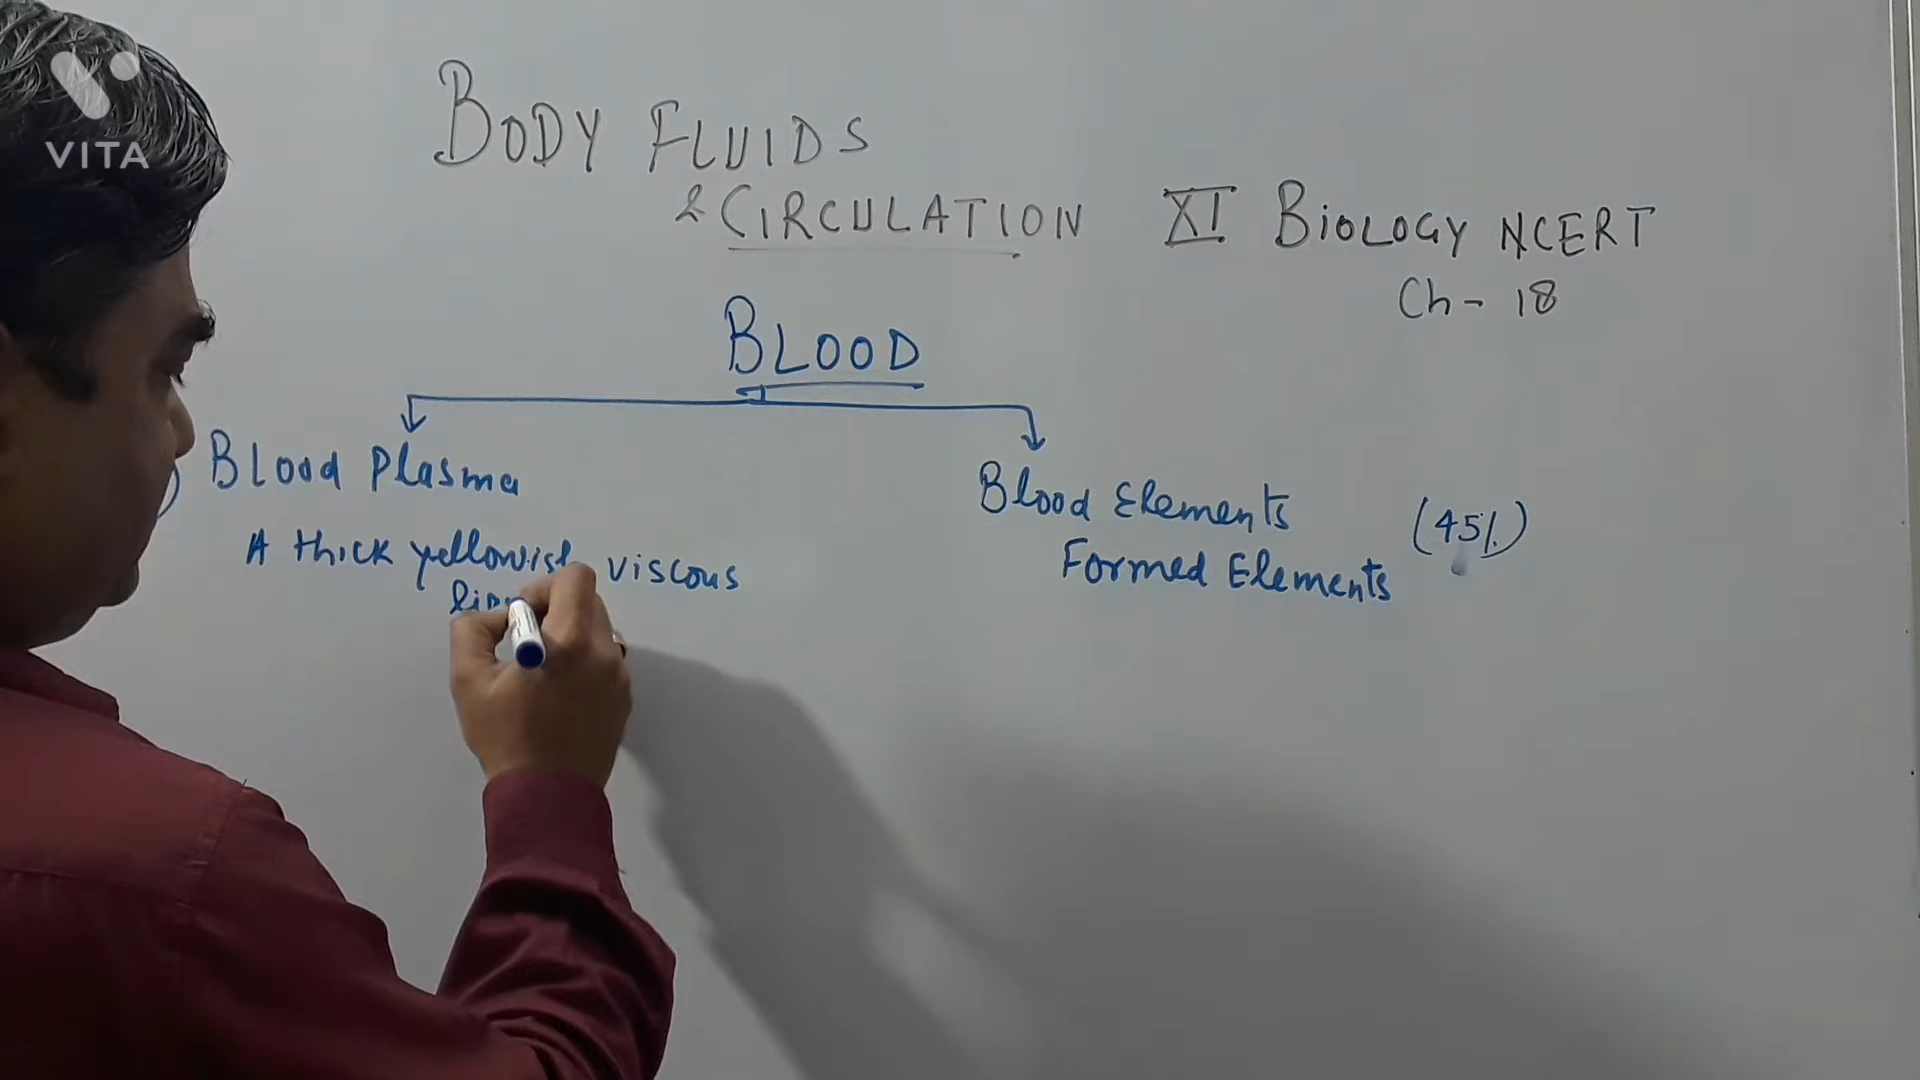 VITA
BODY FLUIDS
& CIRCULATION XI BIOLOGY NCERT
Ch - 18
BLOOD
Blood Plasma
Blood Elements (45%)
Formed Elements
A thick yellowish viscous